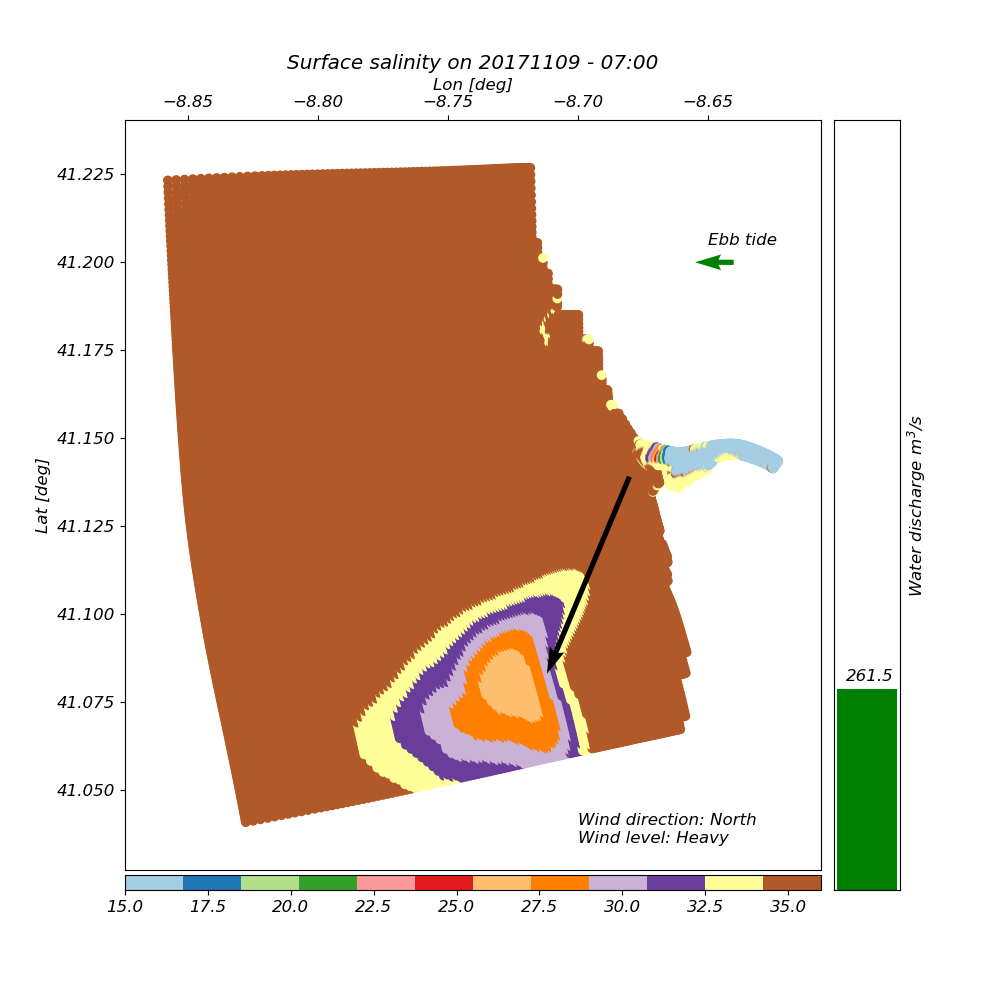 Surface salinity on 20171109 - 07:00
Lon [deg]
−8.85 −8.80 −8.75 −8.70 −8.65
41.225
Ebb tide
41.200
41.175
41.150
41.125
41.100
41.075
41.050
Lat [deg]
Water discharge m³/s
261.5
Wind direction: North
Wind level: Heavy
15.0 17.5 20.0 22.5 25.0 27.5 30.0 32.5 35.0